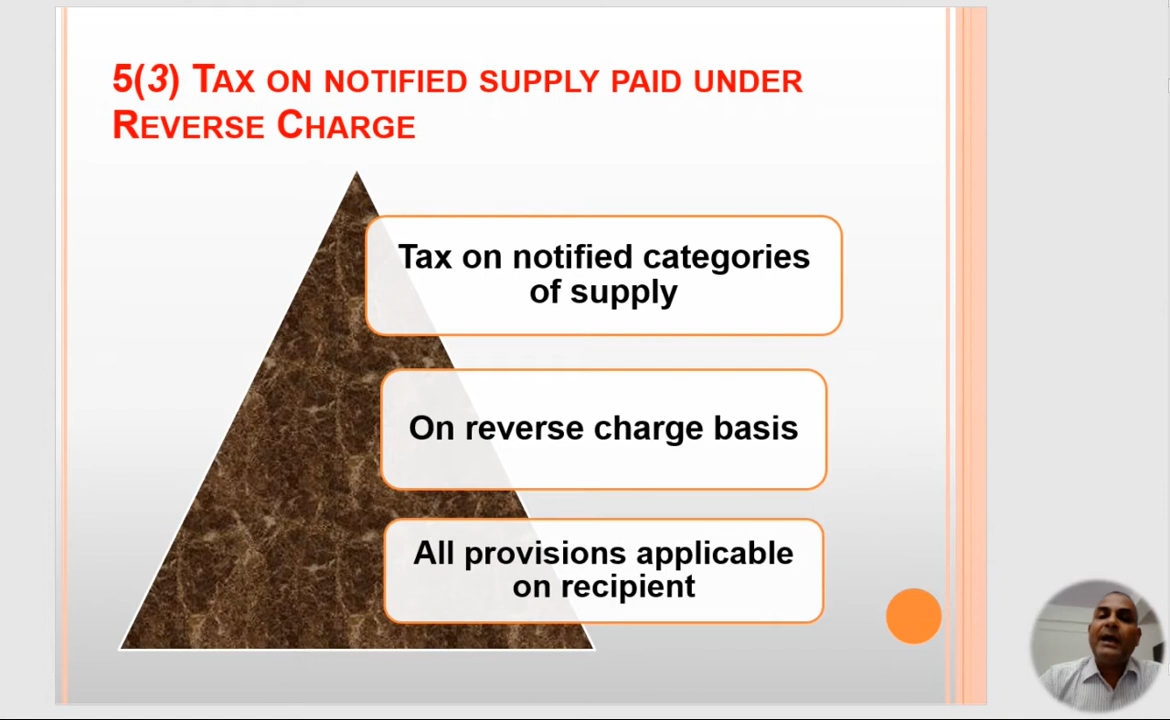 5(3) Tax on notified supply paid under
Reverse Charge
Tax on notified categories
of supply
On reverse charge basis
All provisions applicable
on recipient